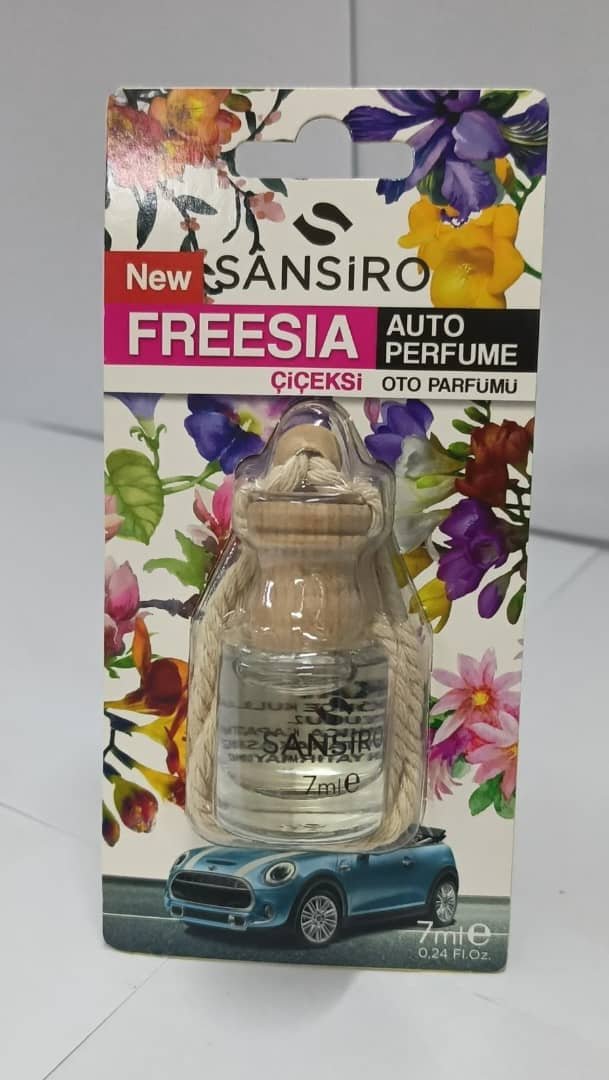 New
SANSiRO
FREESIA
AUTO
PERFUME
ÇiÇEKSi
OTO PARFÜMÜ
SANSiRO
7ml e
7ml e
0,24 Fl.Oz.